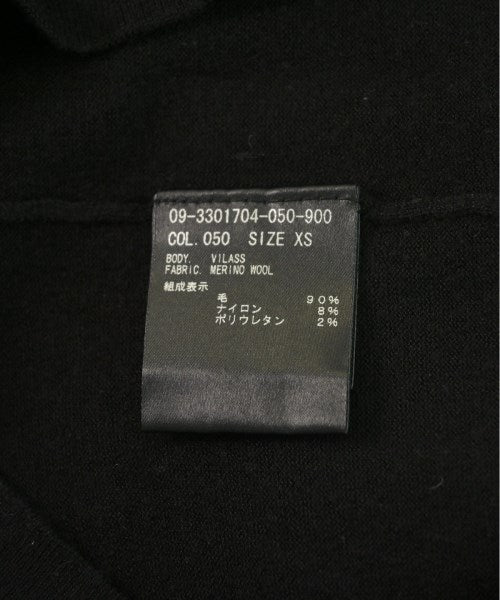 09-3301704-050-900
COL. 050 SIZE XS
BODY. VILASS
FABRIC. MERINO WOOL
組成表示
毛 90%
ナイロン 8%
ポリウレタン 2%